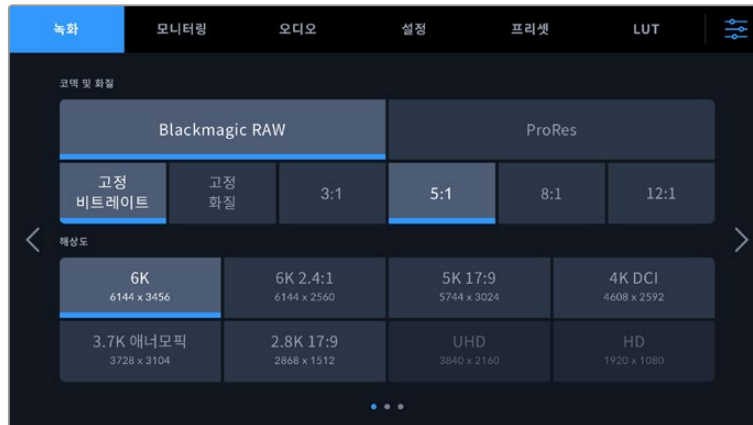 녹화 모니터링 오디오 설정 프리셋 LUT
코덱 및 화질
Blackmagic RAW ProRes
고정 비트레이트 고정 화질 3:1 5:1 8:1 12:1
해상도
6K 6K 2.4:1 5K 17:9 4K DCI
6144 x 3456 6144 x 2560 5744 x 3024 4608 x 2592
3.7K 애너모픽 2.8K 17:9 UHD HD
3728 x 3104 2868 x 1512 3840 x 2160 1920 x 1080